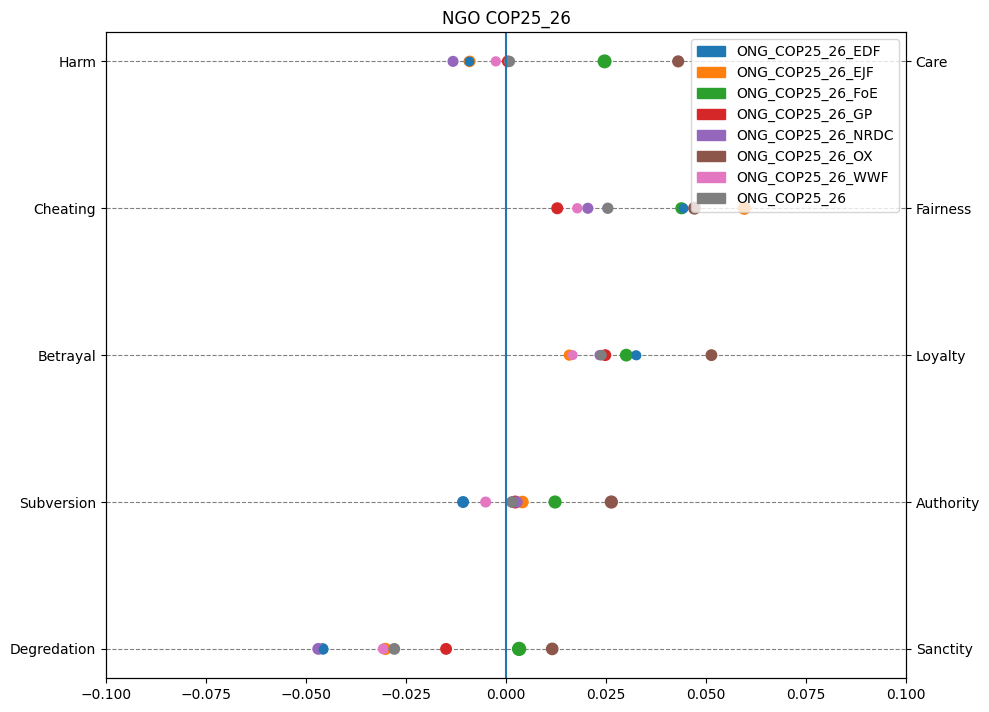 NGO COP25_26
Harm
Care
ONG_COP25_26_EDF
ONG_COP25_26_EJF
ONG_COP25_26_FoE
ONG_COP25_26_GP
ONG_COP25_26_NRDC
ONG_COP25_26_OX
ONG_COP25_26_WWF
ONG_COP25_26
Cheating
Fairness
Betrayal
Loyalty
Subversion
Authority
Degredation
Sanctity
−0.100 −0.075 −0.050 −0.025 0.000 0.025 0.050 0.075 0.100